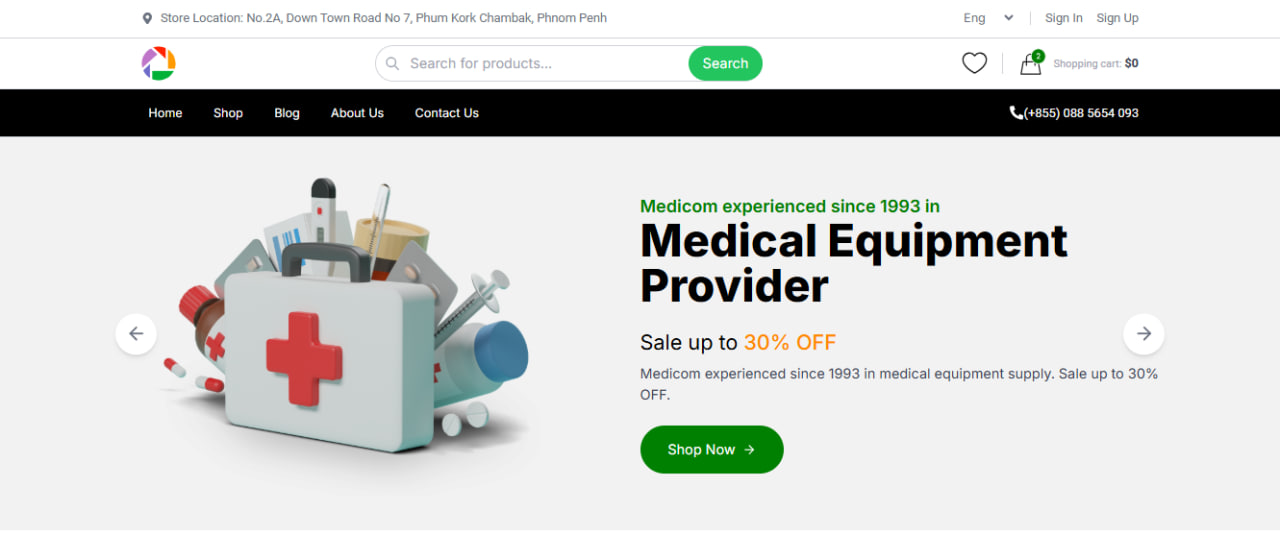 Store Location: No.2A, Down Town Road No 7, Phum Kork Chambak, Phnom Penh
Eng
Sign In
Sign Up
Search for products...
Search
2
Shopping cart: $0
Home
Shop
Blog
About Us
Contact Us
(+855) 088 5654 093
Medicom experienced since 1993 in
Medical Equipment
Provider
Sale up to 30% OFF
Medicom experienced since 1993 in medical equipment supply. Sale up to 30%
OFF.
Shop Now